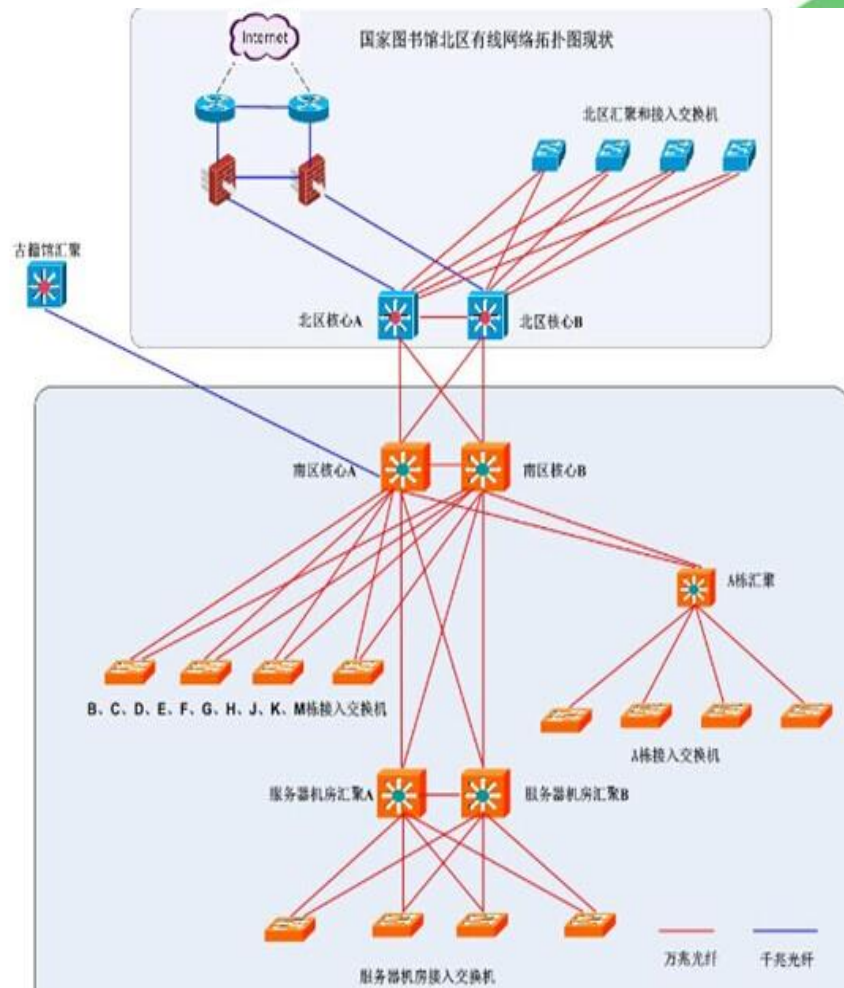 Internet
国家图书馆北区有线网络拓扑图现状
北区汇聚和接入交换机
古籍馆汇聚
北区核心A
北区核心B
南区核心A
南区核心B
A栋汇聚
B、C、D、E、F、G、H、J、K、M栋接入交换机
A栋接入交换机
服务器机房汇聚A
服务器机房汇聚B
服务器机房接入交换机
万兆光纤
千兆光纤